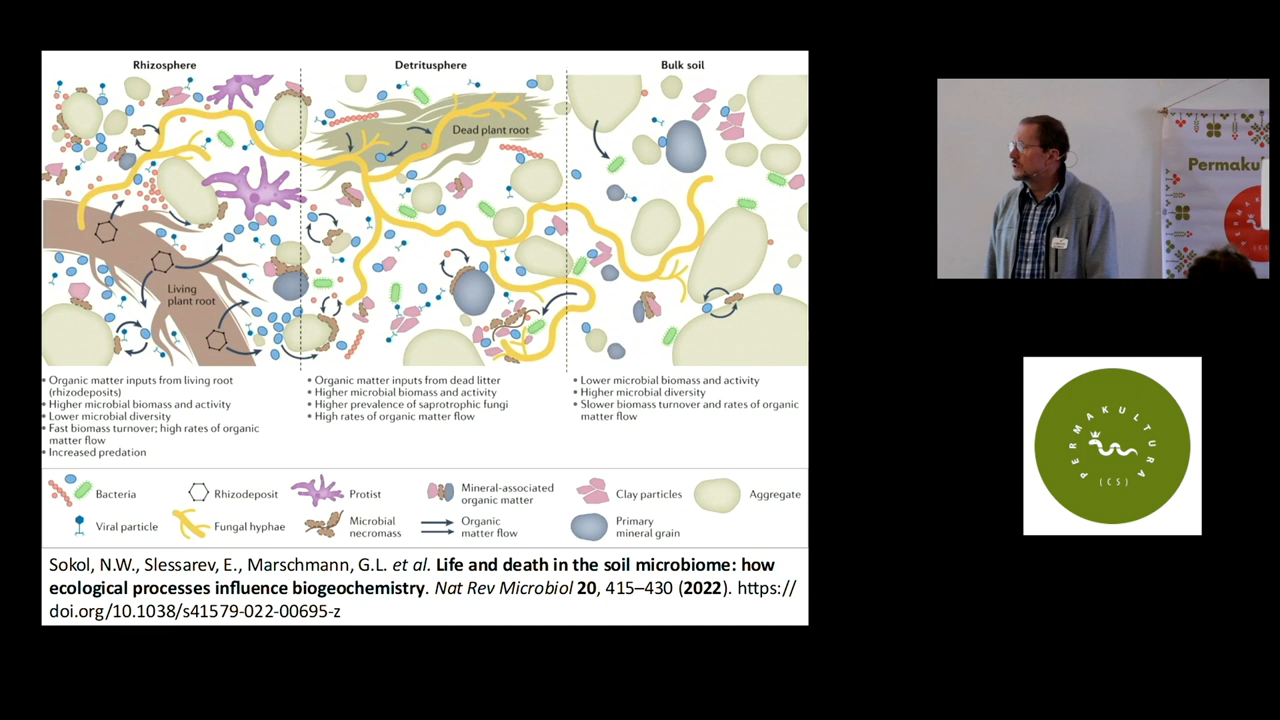 Rhizosphere
Detritusphere
Bulk soil
Dead plant root
Living
plant root
• Organic matter inputs from living root
(rhizodeposits)
• Higher microbial biomass and activity
• Lower microbial diversity
• Fast biomass turnover; high rates of organic
matter flow
• Increased predation
• Organic matter inputs from dead litter
• Higher microbial biomass and activity
• Higher prevalence of saprotrophic fungi
• High rates of organic matter flow
• Lower microbial biomass and activity
• Higher microbial diversity
• Slower biomass turnover and rates of organic
matter flow
Bacteria
Rhizodeposit
Protist
Mineral-associated
organic matter
Clay particles
Aggregate
Viral particle
Fungal hyphae
Microbial
necromass
Organic
matter flow
Primary
mineral grain
Sokol, N.W., Slessarev, E., Marschmann, G.L. et al. Life and death in the soil microbiome: how
ecological processes influence biogeochemistry. Nat Rev Microbiol 20, 415–430 (2022). https://
doi.org/10.1038/s41579-022-00695-z
Permaku
PERMAKULTURA
(CS)